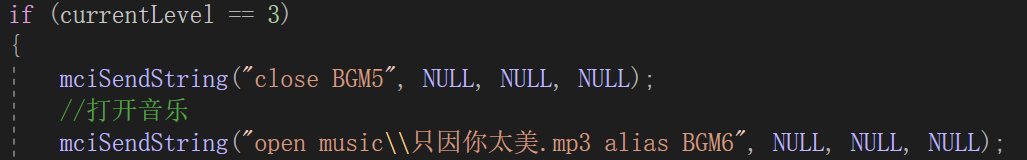 if (currentLevel == 3)
{
mciSendString("close BGM5", NULL, NULL, NULL);
//打开音乐
mciSendString("open music\\只因你太美.mp3 alias BGM6", NULL, NULL, NULL);